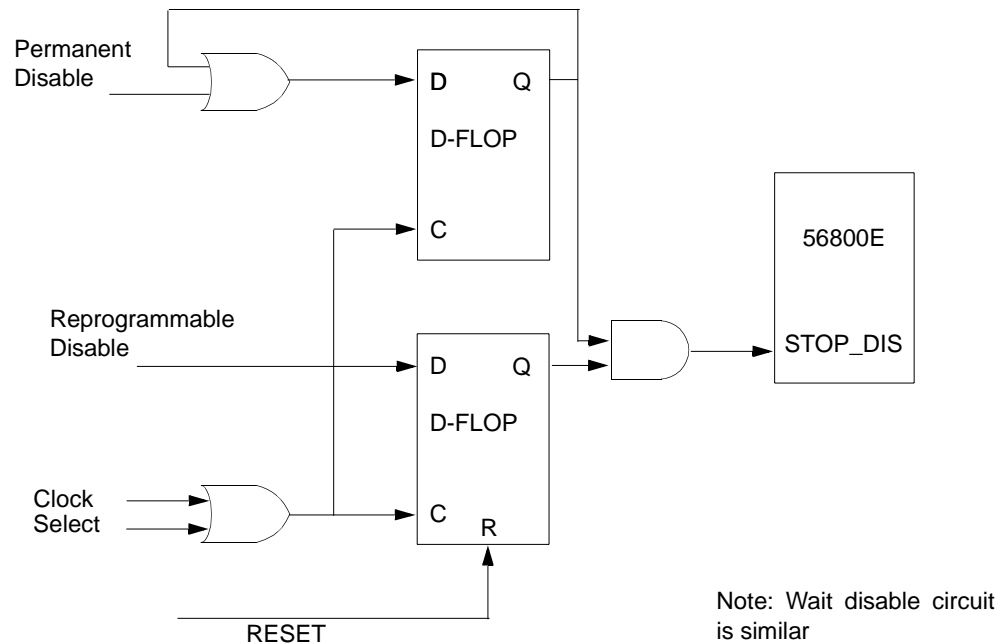 Permanent
Disable
D
Q
D-FLOP
C
56800E
STOP_DIS
Reprogrammable
Disable
D
Q
D-FLOP
Clock
Select
C
R
RESET
Note: Wait disable circuit
is similar